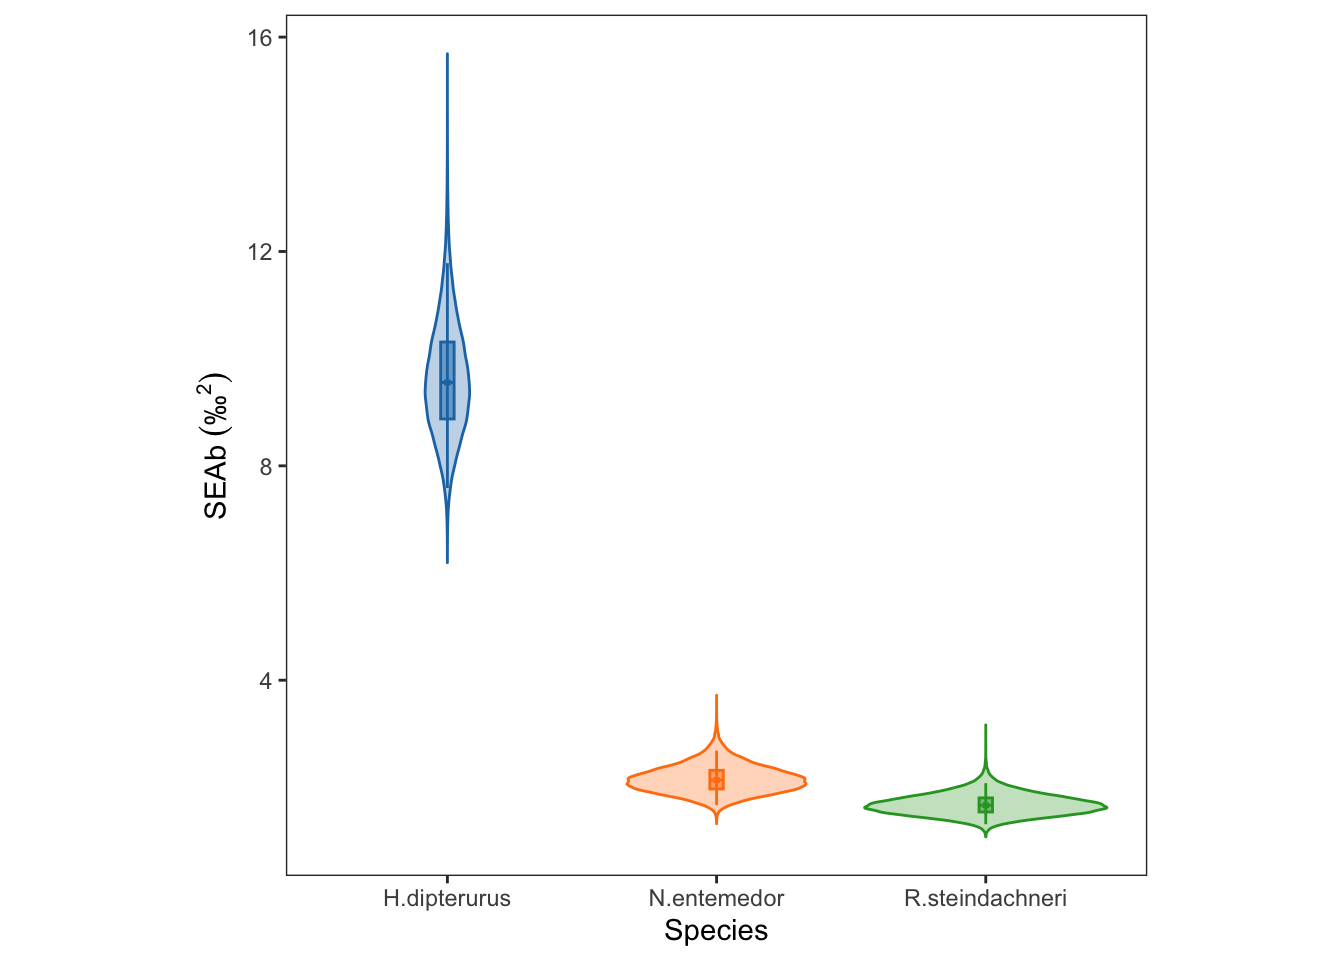 16
12
8
4
SEAb (‰²)
H.dipterurus N.entemedor R.steindachneri
Species